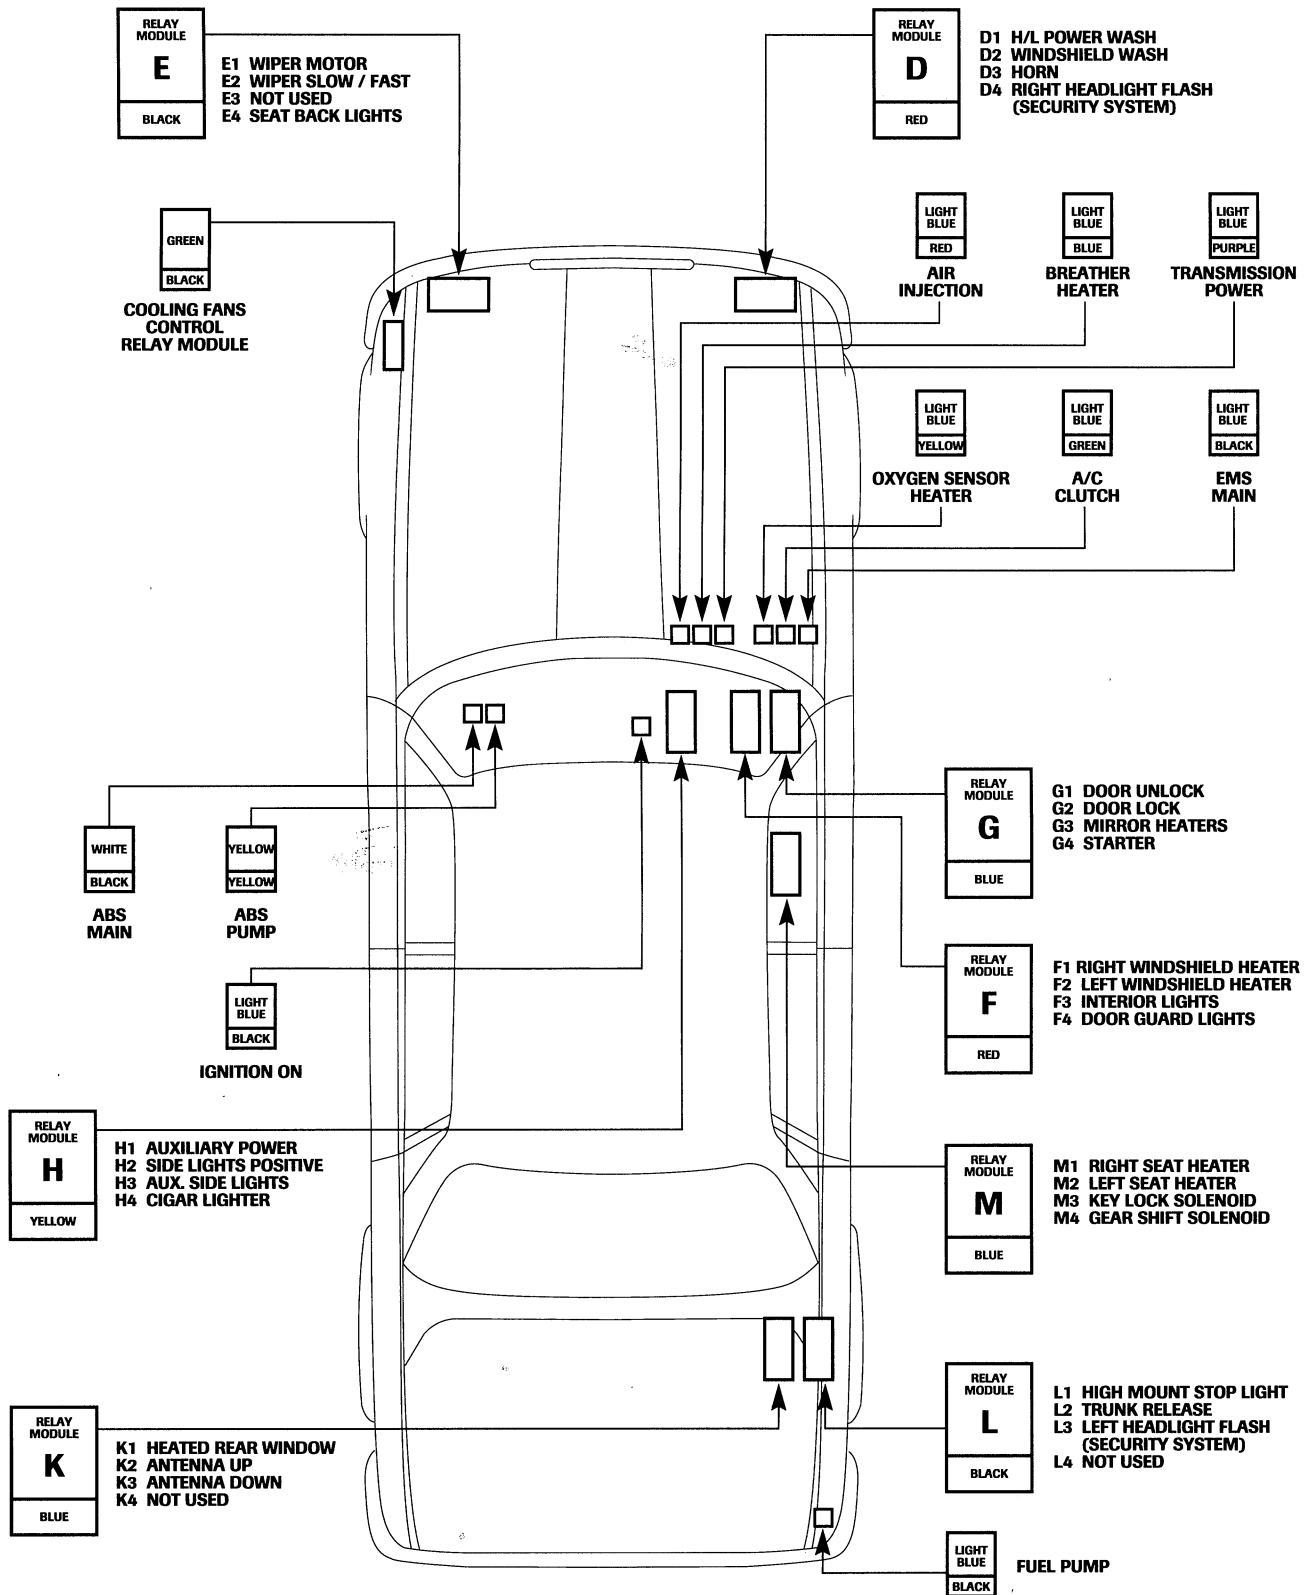 RELAY
MODULE
E
BLACK
E1 WIPER MOTOR
E2 WIPER SLOW / FAST
E3 NOT USED
E4 SEAT BACK LIGHTS
RELAY
MODULE
D
RED
D1 H/L POWER WASH
D2 WINDSHIELD WASH
D3 HORN
D4 RIGHT HEADLIGHT FLASH
(SECURITY SYSTEM)
GREEN
BLACK
COOLING FANS
CONTROL
RELAY MODULE
LIGHT
BLUE
RED
AIR
INJECTION
LIGHT
BLUE
BLUE
BREATHER
HEATER
LIGHT
BLUE
PURPLE
TRANSMISSION
POWER
LIGHT
BLUE
YELLOW
OXYGEN SENSOR
HEATER
LIGHT
BLUE
GREEN
A/C
CLUTCH
LIGHT
BLUE
BLACK
EMS
MAIN
WHITE
BLACK
ABS
MAIN
YELLOW
YELLOW
ABS
PUMP
RELAY
MODULE
G
BLUE
G1 DOOR UNLOCK
G2 DOOR LOCK
G3 MIRROR HEATERS
G4 STARTER
LIGHT
BLUE
BLACK
IGNITION ON
RELAY
MODULE
F
RED
F1 RIGHT WINDSHIELD HEATER
F2 LEFT WINDSHIELD HEATER
F3 INTERIOR LIGHTS
F4 DOOR GUARD LIGHTS
RELAY
MODULE
H
YELLOW
H1 AUXILIARY POWER
H2 SIDE LIGHTS POSITIVE
H3 AUX. SIDE LIGHTS
H4 CIGAR LIGHTER
RELAY
MODULE
M
BLUE
M1 RIGHT SEAT HEATER
M2 LEFT SEAT HEATER
M3 KEY LOCK SOLENOID
M4 GEAR SHIFT SOLENOID
RELAY
MODULE
K
BLUE
K1 HEATED REAR WINDOW
K2 ANTENNA UP
K3 ANTENNA DOWN
K4 NOT USED
RELAY
MODULE
L
BLACK
L1 HIGH MOUNT STOP LIGHT
L2 TRUNK RELEASE
L3 LEFT HEADLIGHT FLASH
(SECURITY SYSTEM)
L4 NOT USED
LIGHT
BLUE
BLACK
FUEL PUMP